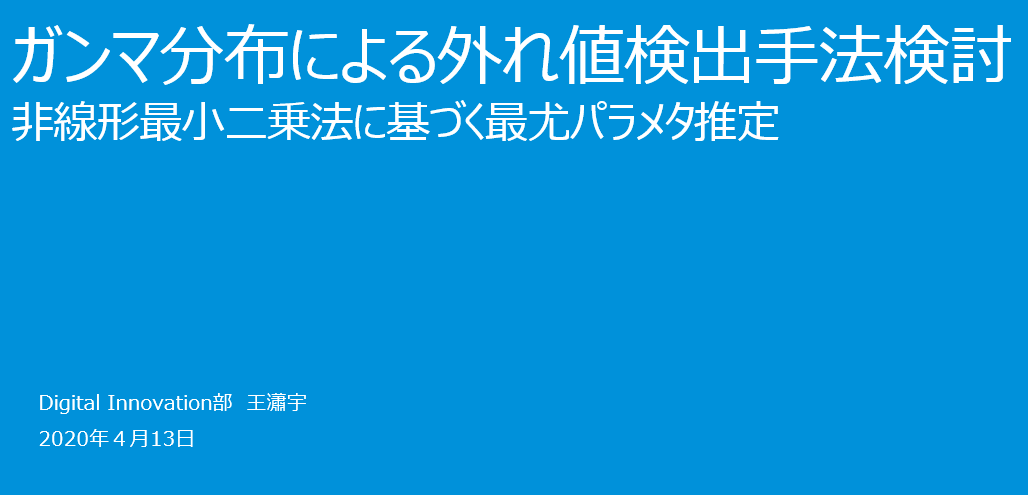 ガンマ分布による外れ値検出手法検討
非線形最小二乗法に基づく最尤パラメタ推定
Digital Innovation部 王瀟宇
2020年４月13日